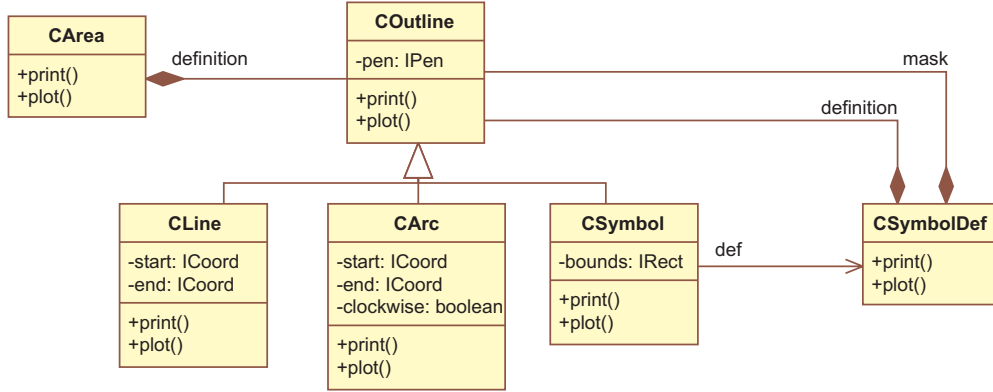 CArea
+print()
+plot()
definition
COutline
-pen: IPen
+print()
+plot()
mask
definition
CLine
-start: ICoord
-end: ICoord
+print()
+plot()
CArc
-start: ICoord
-end: ICoord
-clockwise: boolean
+print()
+plot()
CSymbol
-bounds: IRect
+print()
+plot()
def
CSymbolDef
+print()
+plot()